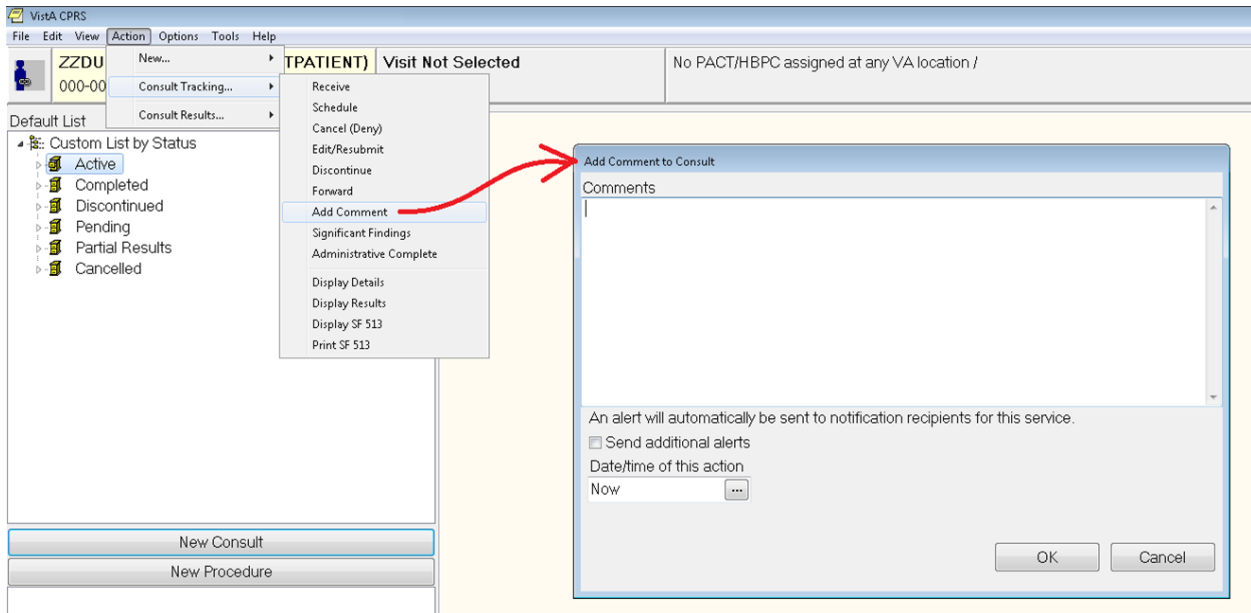 VistA CPRS
File Edit View Action Options Tools Help
ZZDU
000-00
TPATIENT)
Visit Not Selected
No PACT/HBPC assigned at any VA location /
New...
Consult Tracking...
Consult Results...
Receive
Schedule
Cancel (Deny)
Edit/Resubmit
Discontinue
Forward
Add Comment
Significant Findings
Administrative Complete
Display Details
Display Results
Display SF 513
Print SF 513
Default List
Custom List by Status
Active
Completed
Discontinued
Pending
Partial Results
Cancelled
New Consult
New Procedure
Add Comment to Consult
Comments
An alert will automatically be sent to notification recipients for this service.
Send additional alerts
Date/time of this action
Now ...
OK Cancel